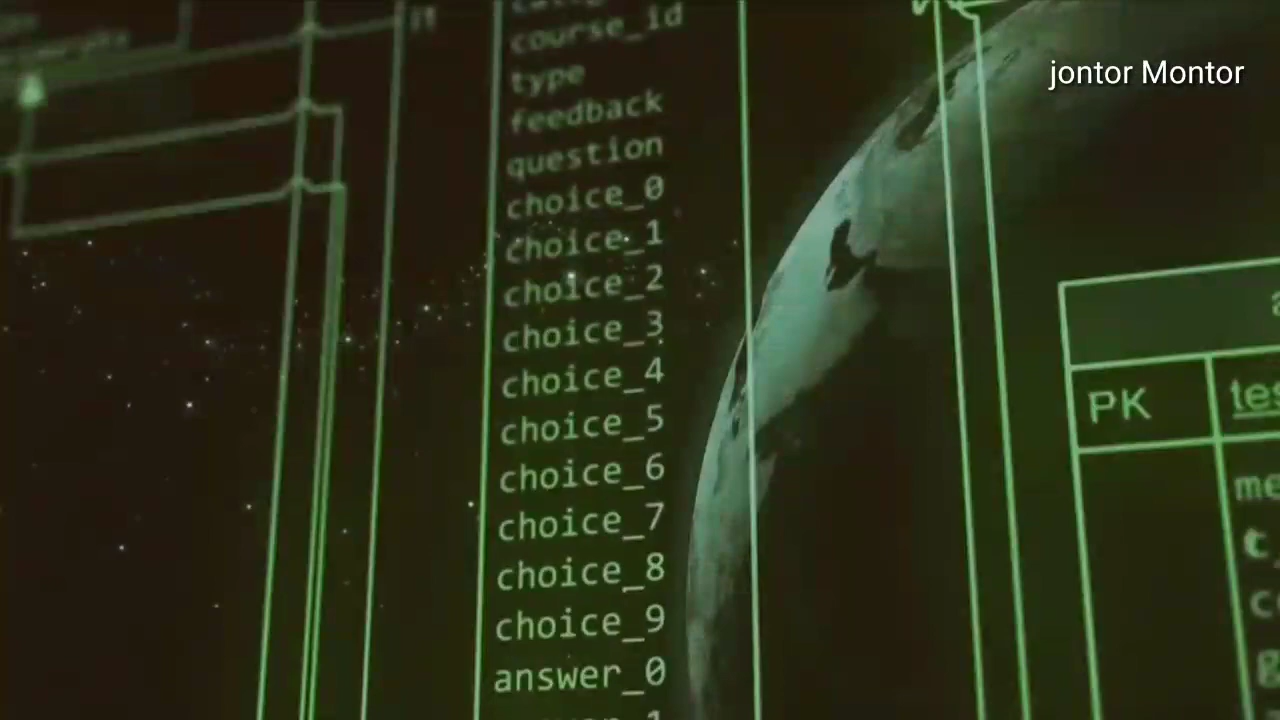 course_id
type
feedback
question
choice_0
choice_1
choice_2
choice_3
choice_4
choice_5
choice_6
choice_7
choice_8
choice_9
answer_0
jontor Montor
PK